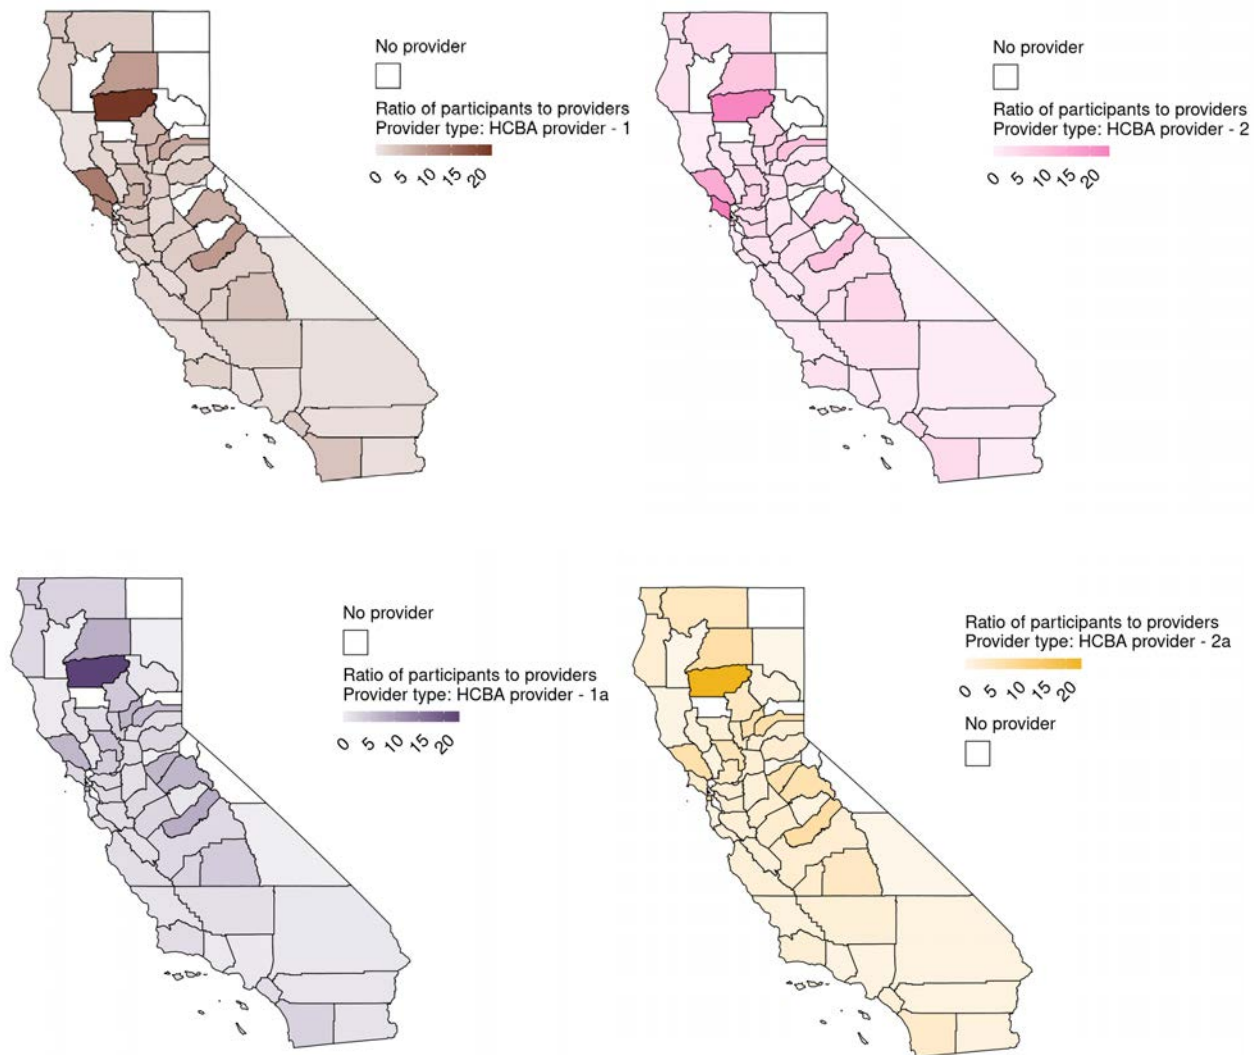 No provider
Ratio of participants to providers
Provider type: HCBA provider - 1
0 5 10 15 20
No provider
Ratio of participants to providers
Provider type: HCBA provider - 2
0 5 10 15 20
No provider
Ratio of participants to providers
Provider type: HCBA provider - 1a
0 5 10 15 20
Ratio of participants to providers
Provider type: HCBA provider - 2a
0 5 10 15 20
No provider